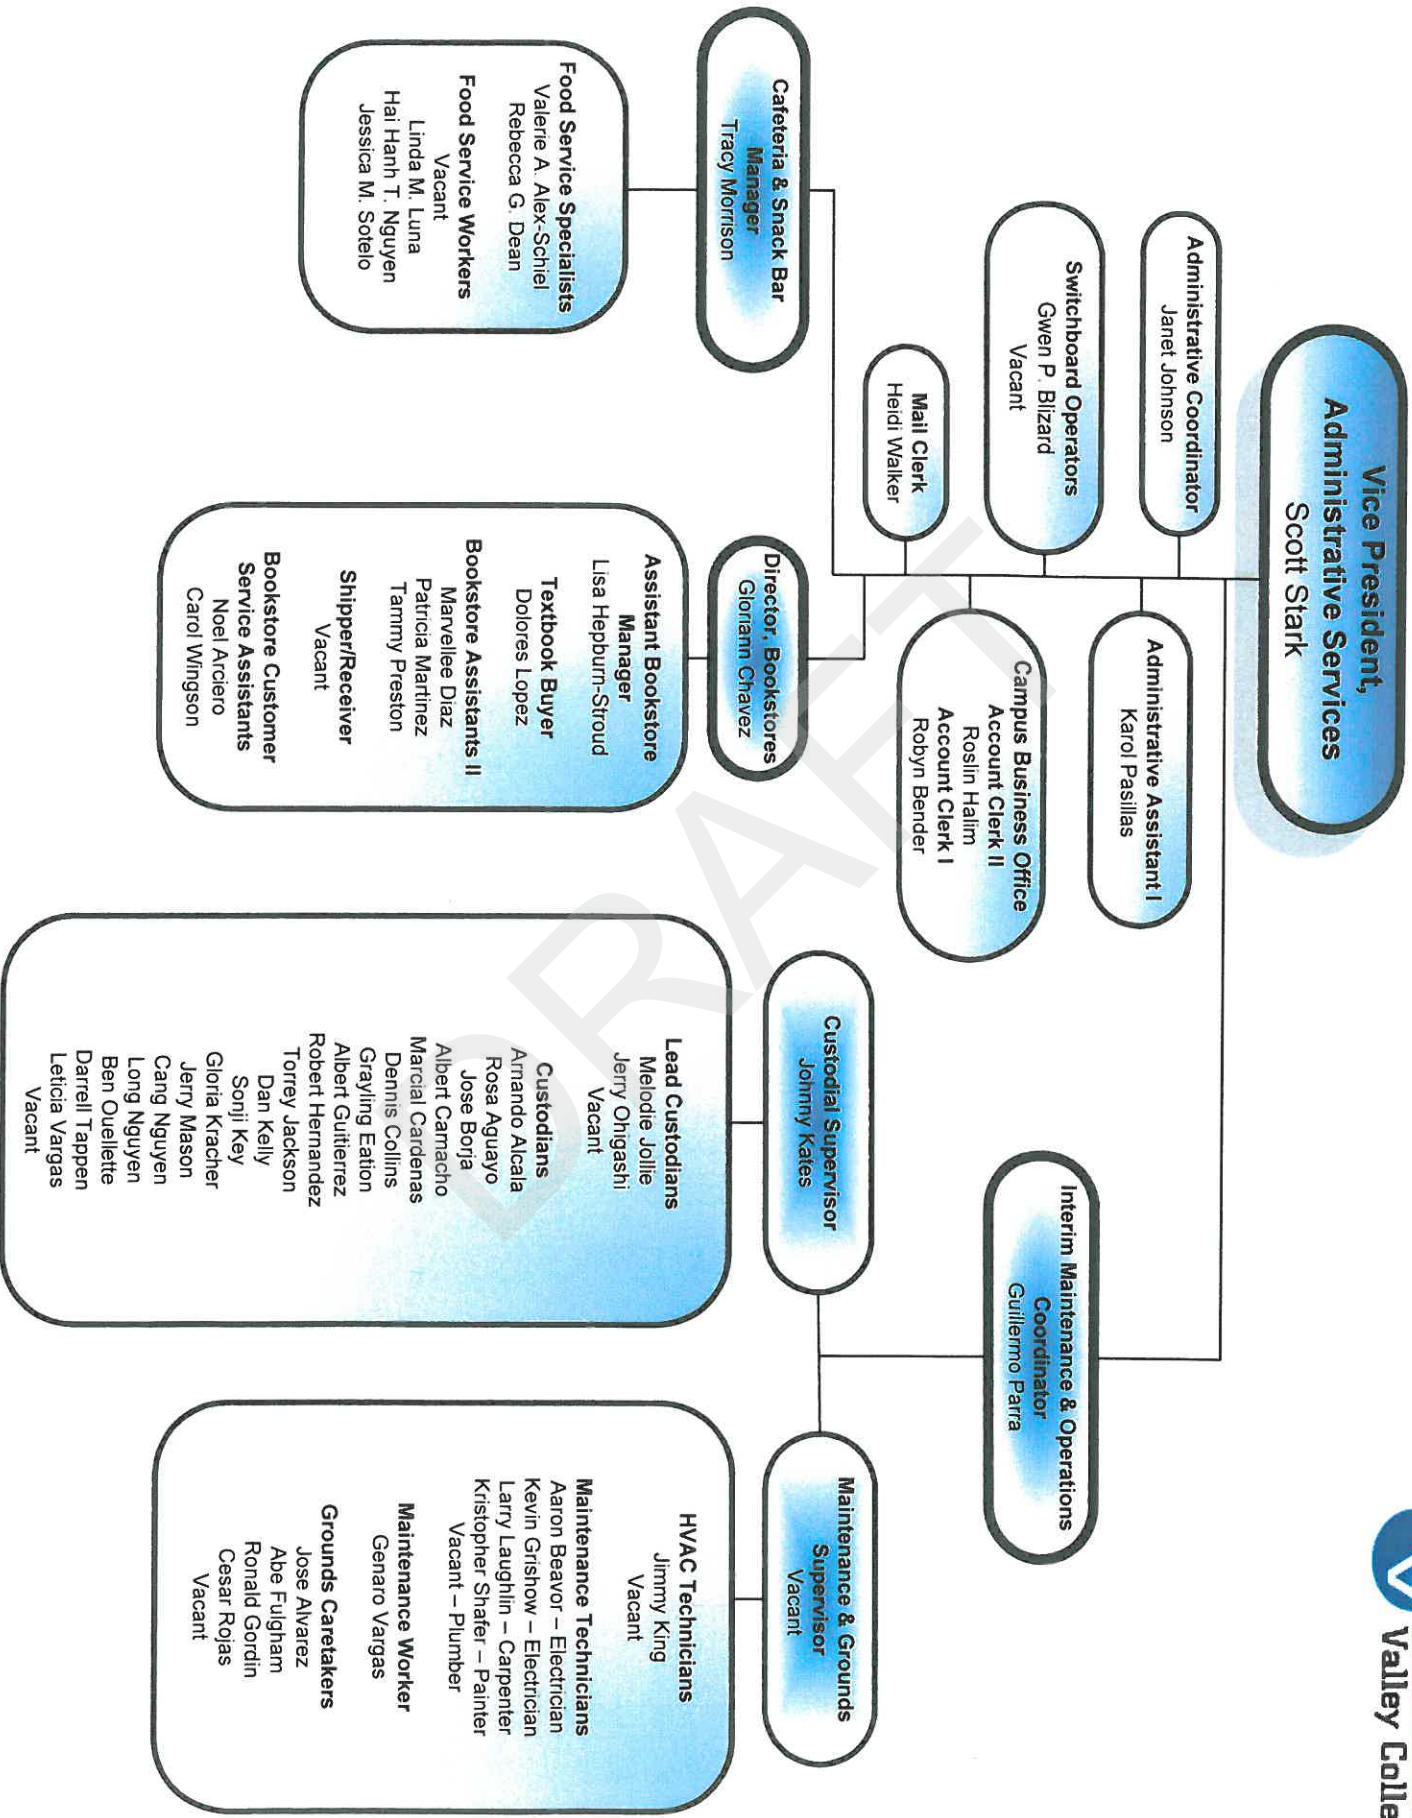 Valley Colle
Vice President,
Administrative Services
Scott Stark
Administrative Coordinator
Janet Johnson
Administrative Assistant I
Karol Pasillas
Switchboard Operators
Gwen P. Blizard
Vacant
Campus Business Office
Account Clerk II
Roslin Halim
Account Clerk I
Robyn Bender
Mail Clerk
Heidi Walker
Interim Maintenance & Operations
Coordinator
Guillermo Parra
Cafeteria & Snack Bar
Manager
Tracy Morrison
Director, Bookstores
Gloriann Chavez
Custodial Supervisor
Johnny Kates
Maintenance & Grounds
Supervisor
Vacant
Food Service Specialists
Valerie A. Alex-Schiel
Rebecca G. Dean
Food Service Workers
Vacant
Linda M. Luna
Hai Hanh T. Nguyen
Jessica M. Sotelo
Assistant Bookstore
Manager
Lisa Hepburn-Stroud
Textbook Buyer
Dolores Lopez
Bookstore Assistants II
Marvellee Diaz
Patricia Martinez
Tammy Preston
Shipper/Receiver
Vacant
Bookstore Customer
Service Assistants
Noel Arciero
Carol Wingson
Lead Custodians
Melodie Jollie
Jerry Ohigashi
Vacant
Custodians
Arnando Alcala
Rosa Aguayo
Jose Borja
Albert Camacho
Marcial Cardenas
Dennis Collins
Grayling Eation
Albert Guitierrez
Robert Hernandez
Torrey Jackson
Dan Kelly
Sonji Key
Gloria Kracher
Jerry Mason
Cang Nguyen
Long Nguyen
Ben Ouellette
Darrell Tappen
Leticia Vargas
Vacant
HVAC Technicians
Jimmy King
Vacant
Maintenance Technicians
Aaron Beavor – Electrician
Kevin Grishow – Electrician
Larry Laughlin – Carpenter
Kristopher Shafer – Painter
Vacant – Plumber
Maintenance Worker
Genaro Vargas
Grounds Caretakers
Jose Alvarez
Abe Fulgham
Ronald Gordin
Cesar Rojas
Vacant
DRAFT